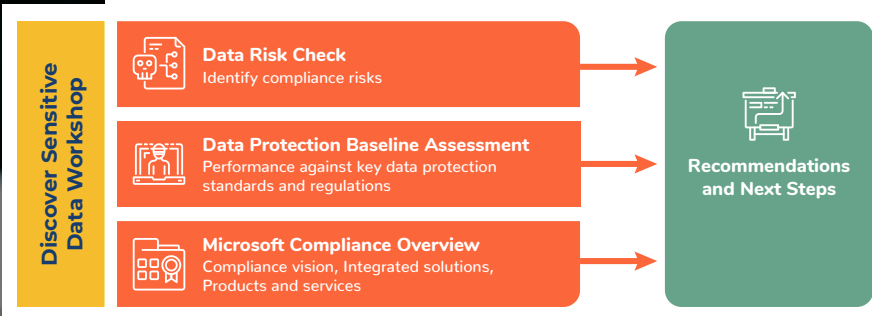 Discover Sensitive
Data Workshop
Data Risk Check
Identify compliance risks
Data Protection Baseline Assessment
Performance against key data protection
standards and regulations
Microsoft Compliance Overview
Compliance vision, Integrated solutions,
Products and services
Recommendations
and Next Steps